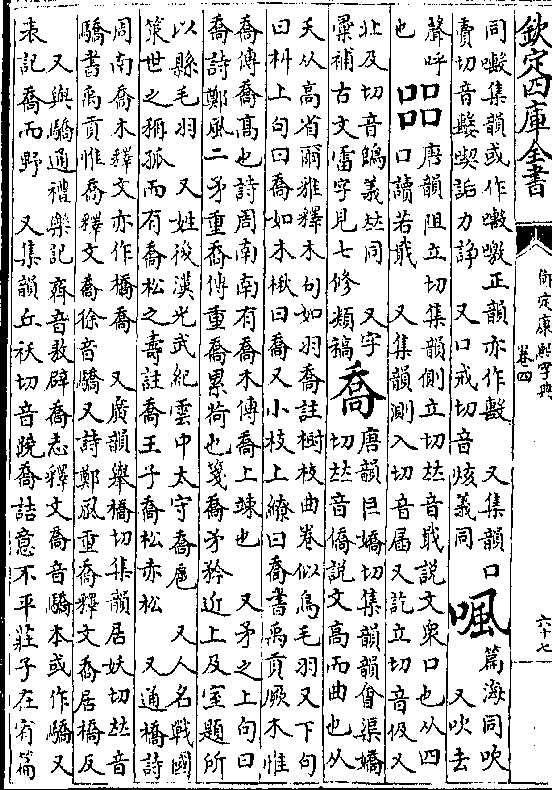 欽定四庫全書
御定康熙字典
卷四
六十七
同噭集韻或作嗷噭正韻亦作毄　又集韻口
賣切音㩻喫詬力諍　又口戒切音烗義同
篇海同吹
又吹去
聲呼
也
㗊
唐韻阻立切集韻側立切𠀤音戢說文衆口也从四
口讀若戢　又集韻測入切音届又訖立切音伋又
北及切音䳭義𠀤同　又字
彙補古文雷字見七修類稿
喬
唐韻巨嬌切集韻韻會渠嬌
切𠀤音僑說文高而曲也从
夭从高省爾雅釋木句如羽喬註樹枝曲卷似鳥毛羽又下句
曰朻上句曰喬如木楸曰喬又小枝上繚曰喬書禹貢厥木惟
喬傳喬高也詩周南南有喬木傳喬上竦也　又矛之上句曰
喬詩鄭風二矛重喬傳重喬累荷也箋喬矛矜近上及室題所
以縣毛羽　又姓後漢光武紀雲中太守喬扈　又人名戰國
策世之稱孤而有喬松之壽註喬王子喬松赤松　又通橋詩
周南喬木釋文亦作橋喬　又廣韻舉橋切集韻居妖切𠀤音
驕書禹貢惟喬釋文喬徐音驕又詩鄭風重喬釋文喬居橋反
又與驕通禮樂記齊音敖辟喬志釋文喬音驕本或作驕又
表記喬而野　又集韻丘祅切音蹺喬詰意不平莊子在宥篇